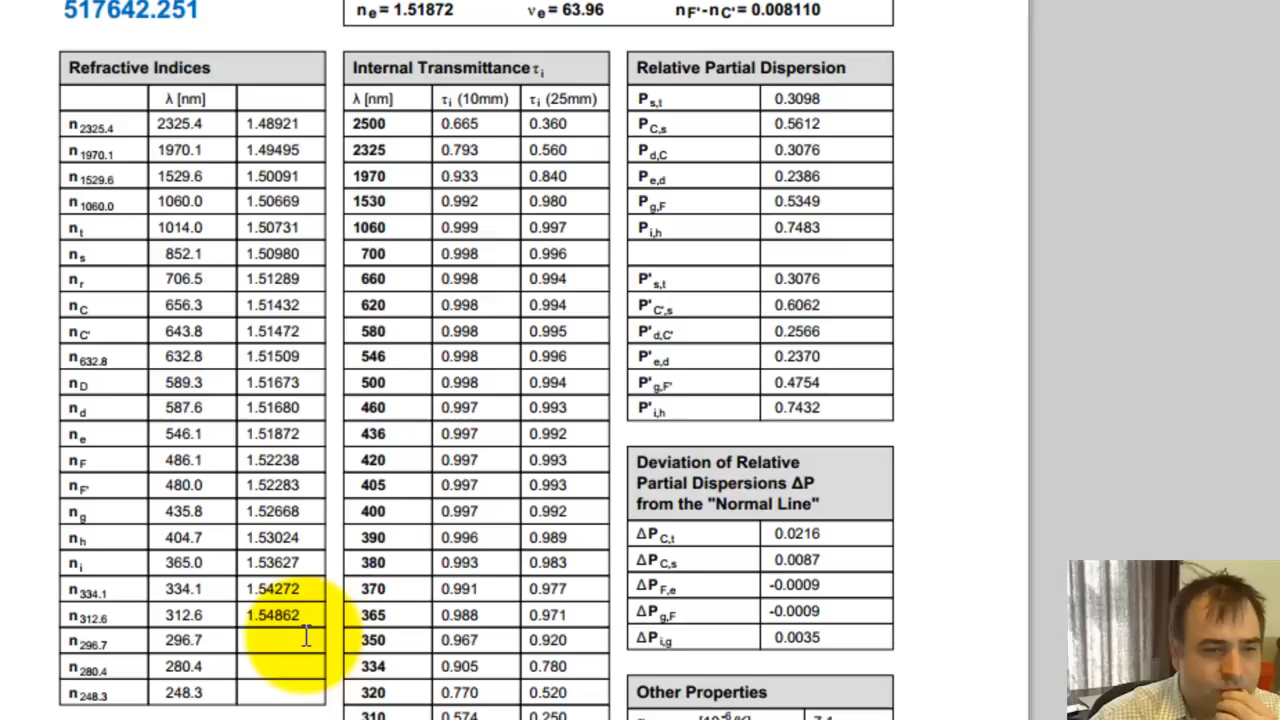 517642.251
ne = 1.51872 νe = 63.96 nF'-nC' = 0.008110
Refractive Indices
λ [nm]
n2325.4 2325.4 1.48921
n1970.1 1970.1 1.49495
n1529.6 1529.6 1.50091
n1060.0 1060.0 1.50669
nt 1014.0 1.50731
ns 852.1 1.50980
nr 706.5 1.51289
nC 656.3 1.51432
nC' 643.8 1.51472
n632.8 632.8 1.51509
nD 589.3 1.51673
nd 587.6 1.51680
ne 546.1 1.51872
nF 486.1 1.52238
nF' 480.0 1.52283
ng 435.8 1.52668
nh 404.7 1.53024
ni 365.0 1.53627
n334.1 334.1 1.54272
n312.6 312.6 1.54862
n296.7 296.7
n280.4 280.4
n248.3 248.3
Internal Transmittance τi
λ [nm] τi (10mm) τi (25mm)
2500 0.665 0.360
2325 0.793 0.560
1970 0.933 0.840
1530 0.992 0.980
1060 0.999 0.997
700 0.998 0.996
660 0.998 0.994
620 0.998 0.994
580 0.998 0.995
546 0.998 0.996
500 0.998 0.994
460 0.997 0.993
436 0.997 0.992
420 0.997 0.993
405 0.997 0.993
400 0.997 0.992
390 0.996 0.989
380 0.993 0.983
370 0.991 0.977
365 0.988 0.971
350 0.967 0.920
334 0.905 0.780
320 0.770 0.520
310 0.574 0.250
Relative Partial Dispersion
Ps,t 0.3098
PC,s 0.5612
Pd,C 0.3076
Pe,d 0.2386
Pg,F 0.5349
Pi,h 0.7483
P's,t 0.3076
P'C',s 0.6062
P'd,C' 0.2566
P'e,d 0.2370
P'g,F' 0.4754
P'i,h 0.7432
Deviation of Relative
Partial Dispersions ΔP
from the "Normal Line"
ΔPC,t 0.0216
ΔPC,s 0.0087
ΔPF,e -0.0009
ΔPg,F -0.0009
ΔPi,g 0.0035
Other Properties
7.1